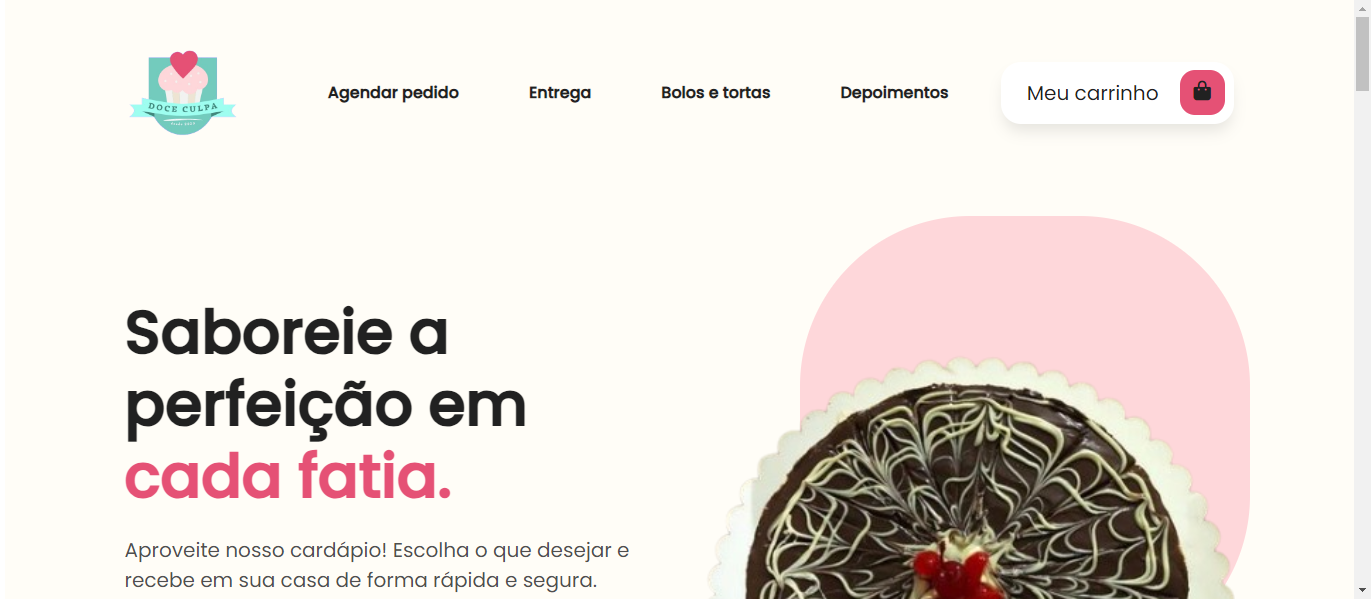 DOCE CULPA
Agendar pedido
Entrega
Bolos e tortas
Depoimentos
Meu carrinho
Saboreie a
perfeição em
cada fatia.
Aproveite nosso cardápio! Escolha o que desejar e
recebe em sua casa de forma rápida e segura.